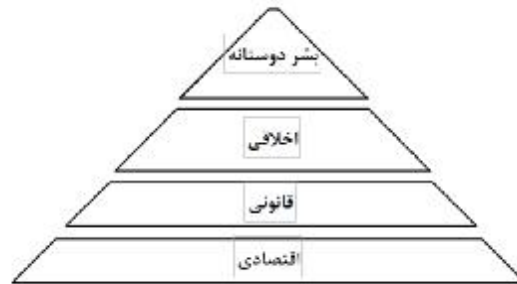 بشر دوستانه
اخلاقی
قانونی
اقتصادی